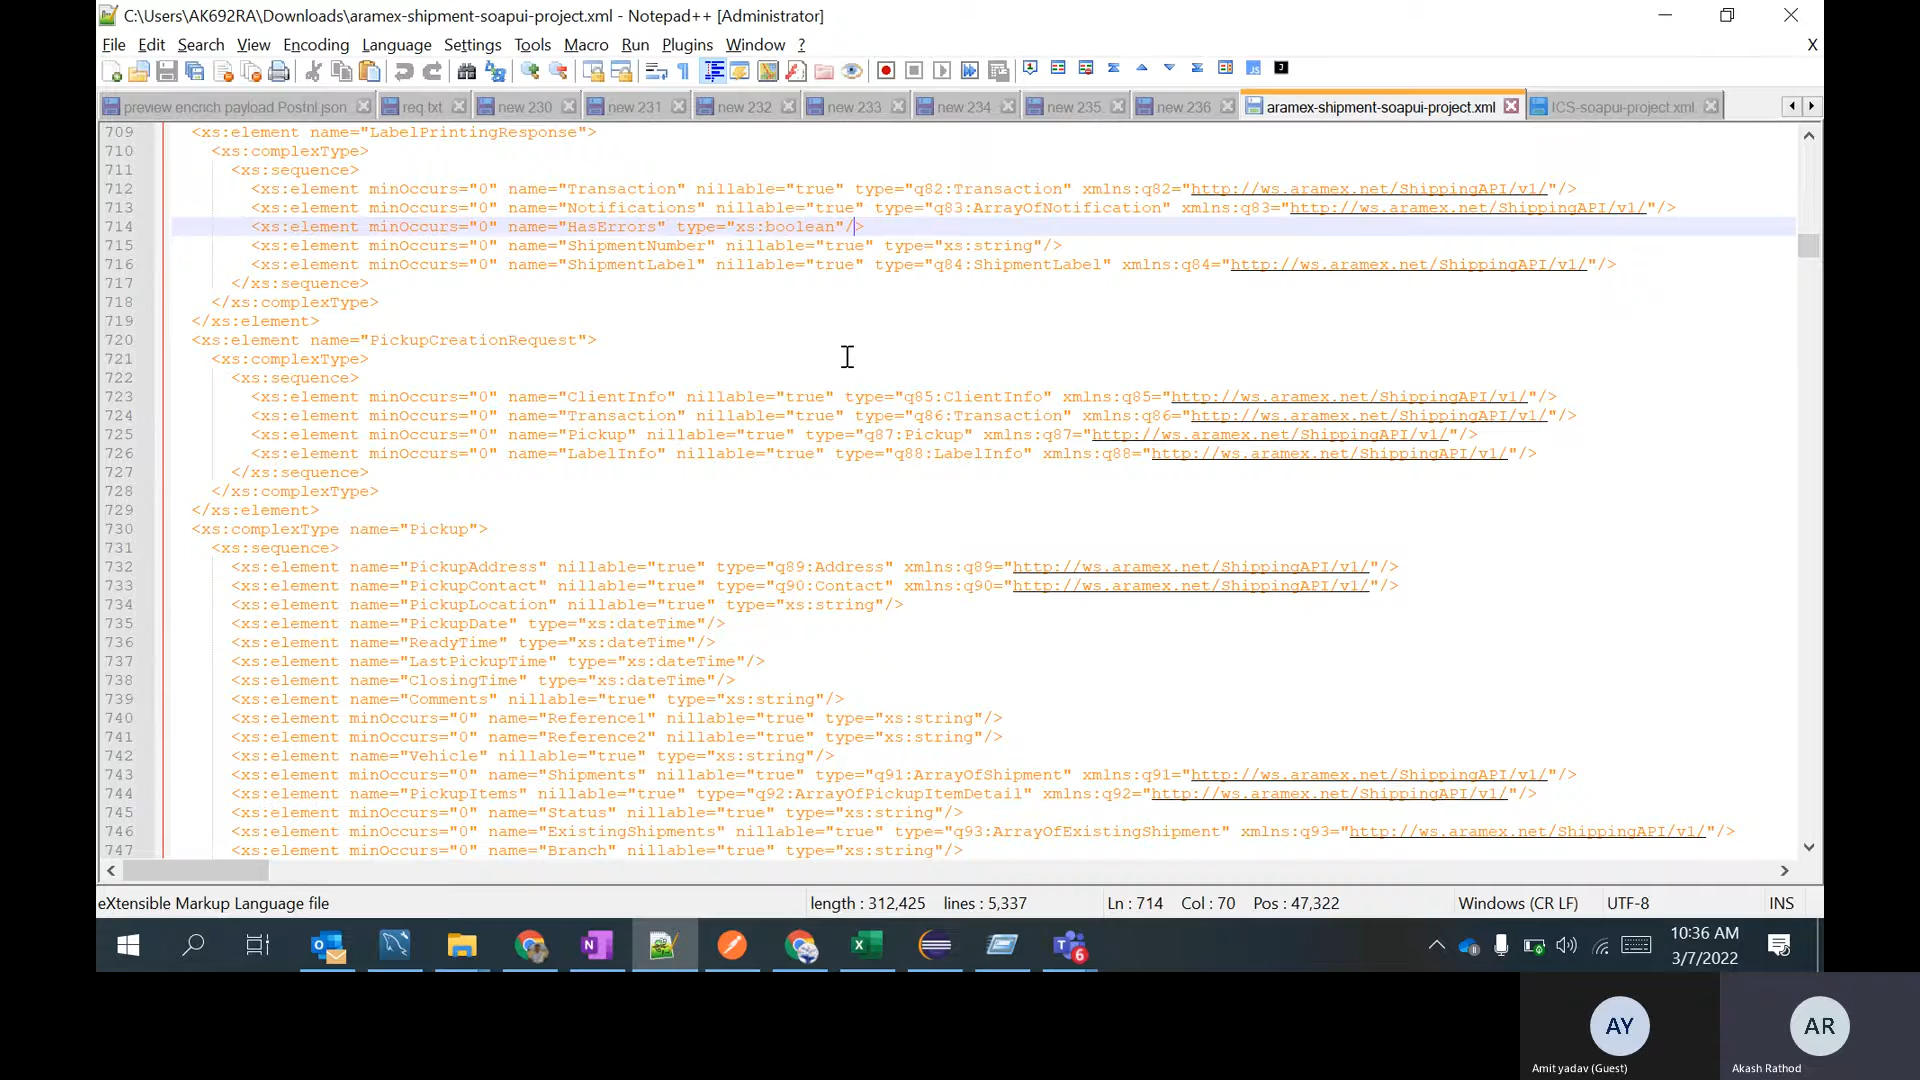 C:\Users\AK692RA\Downloads\aramex-shipment-soapui-project.xml - Notepad++ [Administrator]
File Edit Search View Encoding Language Settings Tools Macro Run Plugins Window ? X
preview encrich payload Postnl.json req txt new 230 new 231 new 232 new 233 new 234 new 235 new 236 aramex-shipment-soapui-project.xml ICS-soapui-project.xml
709 <xs:element name="LabelPrintingResponse">
710 <xs:complexType>
711 <xs:sequence>
712 <xs:element minOccurs="0" name="Transaction" nillable="true" type="q82:Transaction" xmlns:q82="http://ws.aramex.net/ShippingAPI/v1/"/>
713 <xs:element minOccurs="0" name="Notifications" nillable="true" type="q83:ArrayOfNotification" xmlns:q83="http://ws.aramex.net/ShippingAPI/v1/"/>
714 <xs:element minOccurs="0" name="HasErrors" type="xs:boolean"/>
715 <xs:element minOccurs="0" name="ShipmentNumber" nillable="true" type="xs:string"/>
716 <xs:element minOccurs="0" name="ShipmentLabel" nillable="true" type="q84:ShipmentLabel" xmlns:q84="http://ws.aramex.net/ShippingAPI/v1/"/>
717 </xs:sequence>
718 </xs:complexType>
719 </xs:element>
720 <xs:element name="PickupCreationRequest">
721 <xs:complexType>
722 <xs:sequence>
723 <xs:element minOccurs="0" name="ClientInfo" nillable="true" type="q85:ClientInfo" xmlns:q85="http://ws.aramex.net/ShippingAPI/v1/"/>
724 <xs:element minOccurs="0" name="Transaction" nillable="true" type="q86:Transaction" xmlns:q86="http://ws.aramex.net/ShippingAPI/v1/"/>
725 <xs:element minOccurs="0" name="Pickup" nillable="true" type="q87:Pickup" xmlns:q87="http://ws.aramex.net/ShippingAPI/v1/"/>
726 <xs:element minOccurs="0" name="LabelInfo" nillable="true" type="q88:LabelInfo" xmlns:q88="http://ws.aramex.net/ShippingAPI/v1/"/>
727 </xs:sequence>
728 </xs:complexType>
729 </xs:element>
730 <xs:complexType name="Pickup">
731 <xs:sequence>
732 <xs:element name="PickupAddress" nillable="true" type="q89:Address" xmlns:q89="http://ws.aramex.net/ShippingAPI/v1/"/>
733 <xs:element name="PickupContact" nillable="true" type="q90:Contact" xmlns:q90="http://ws.aramex.net/ShippingAPI/v1/"/>
734 <xs:element name="PickupLocation" nillable="true" type="xs:string"/>
735 <xs:element name="PickupDate" type="xs:dateTime"/>
736 <xs:element name="ReadyTime" type="xs:dateTime"/>
737 <xs:element name="LastPickupTime" type="xs:dateTime"/>
738 <xs:element name="ClosingTime" type="xs:dateTime"/>
739 <xs:element name="Comments" nillable="true" type="xs:string"/>
740 <xs:element minOccurs="0" name="Reference1" nillable="true" type="xs:string"/>
741 <xs:element minOccurs="0" name="Reference2" nillable="true" type="xs:string"/>
742 <xs:element name="Vehicle" nillable="true" type="xs:string"/>
743 <xs:element minOccurs="0" name="Shipments" nillable="true" type="q91:ArrayOfShipment" xmlns:q91="http://ws.aramex.net/ShippingAPI/v1/"/>
744 <xs:element name="PickupItems" nillable="true" type="q92:ArrayOfPickupItemDetail" xmlns:q92="http://ws.aramex.net/ShippingAPI/v1/"/>
745 <xs:element minOccurs="0" name="Status" nillable="true" type="xs:string"/>
746 <xs:element minOccurs="0" name="ExistingShipments" nillable="true" type="q93:ArrayOfExistingShipment" xmlns:q93="http://ws.aramex.net/ShippingAPI/v1/"/>
747 <xs:element minOccurs="0" name="Branch" nillable="true" type="xs:string"/>
eXtensible Markup Language file length : 312,425 lines : 5,337 Ln : 714 Col : 70 Pos : 47,322 Windows (CR LF) UTF-8 INS
10:36 AM
3/7/2022
6
AY AR
Amit yadav (Guest) Akash Rathod